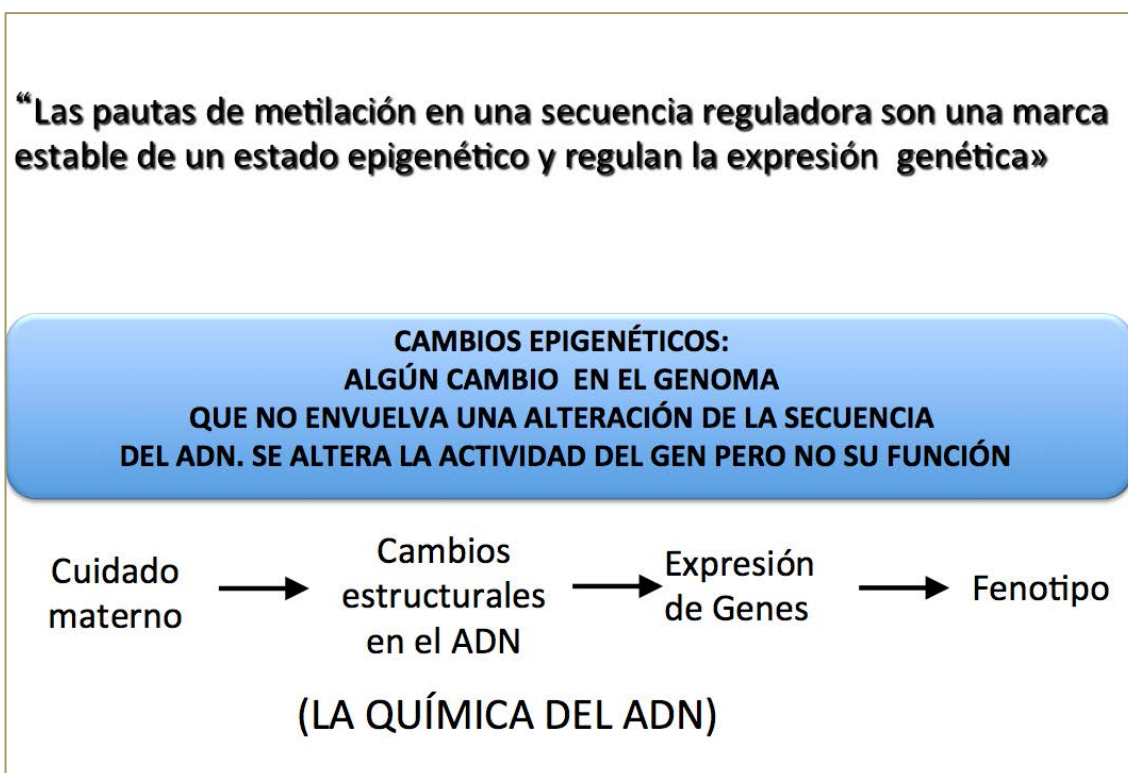 “Las pautas de metilación en una secuencia reguladora son una marca
estable de un estado epigenético y regulan la expresión genética»
CAMBIOS EPIGENÉTICOS:
ALGÚN CAMBIO EN EL GENOMA
QUE NO ENVUELVA UNA ALTERACIÓN DE LA SECUENCIA
DEL ADN. SE ALTERA LA ACTIVIDAD DEL GEN PERO NO SU FUNCIÓN
Cuidado
materno
Cambios
estructurales
en el ADN
Expresión
de Genes
Fenotipo
(LA QUÍMICA DEL ADN)